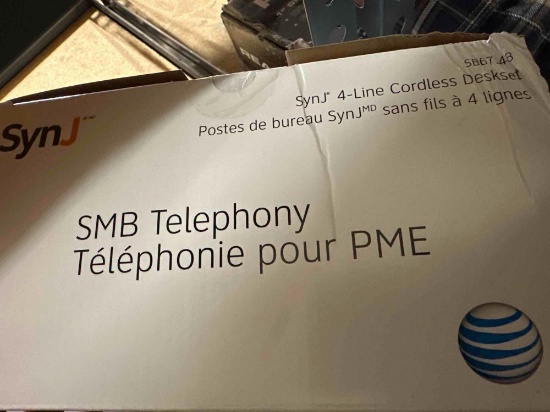 SynJ
SB67148
SynJ® 4-Line Cordless Deskset
Postes de bureau SynJᴹᴰ sans fils à 4 lignes
SMB Telephony
Téléphonie pour PME